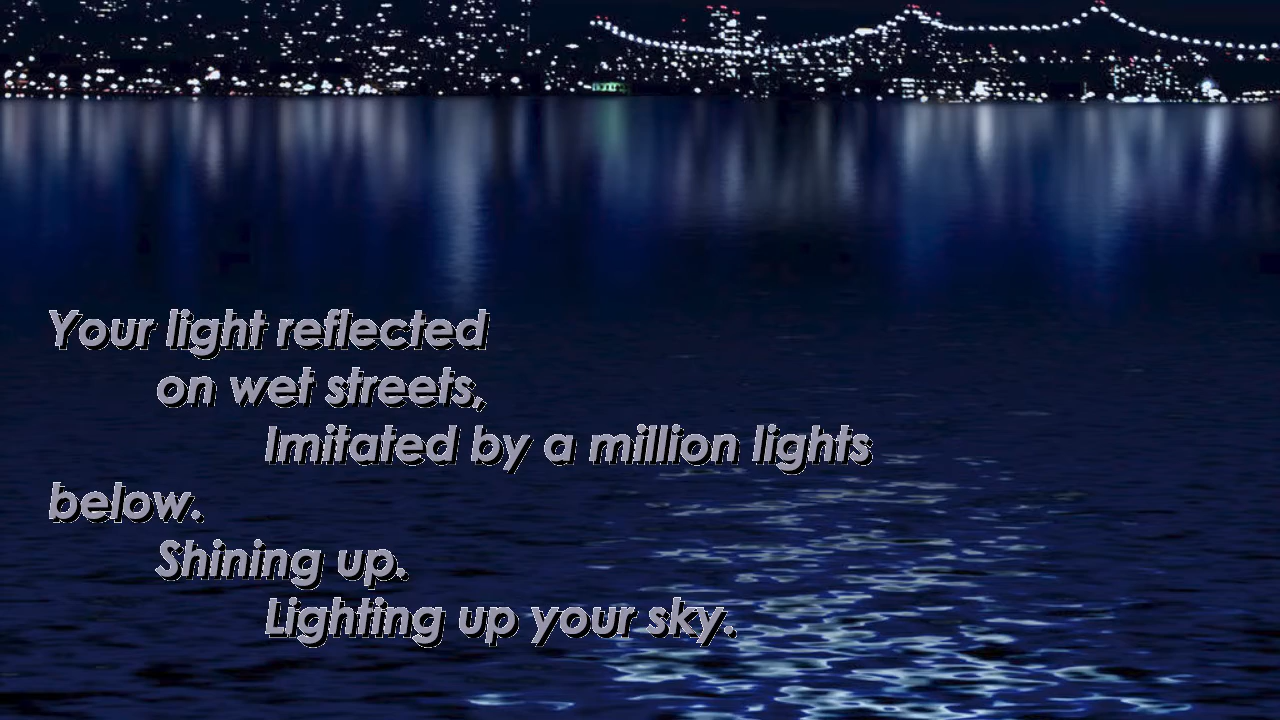 Your light reflected
on wet streets,
Imitated by a million lights
below.
Shining up.
Lighting up your sky.